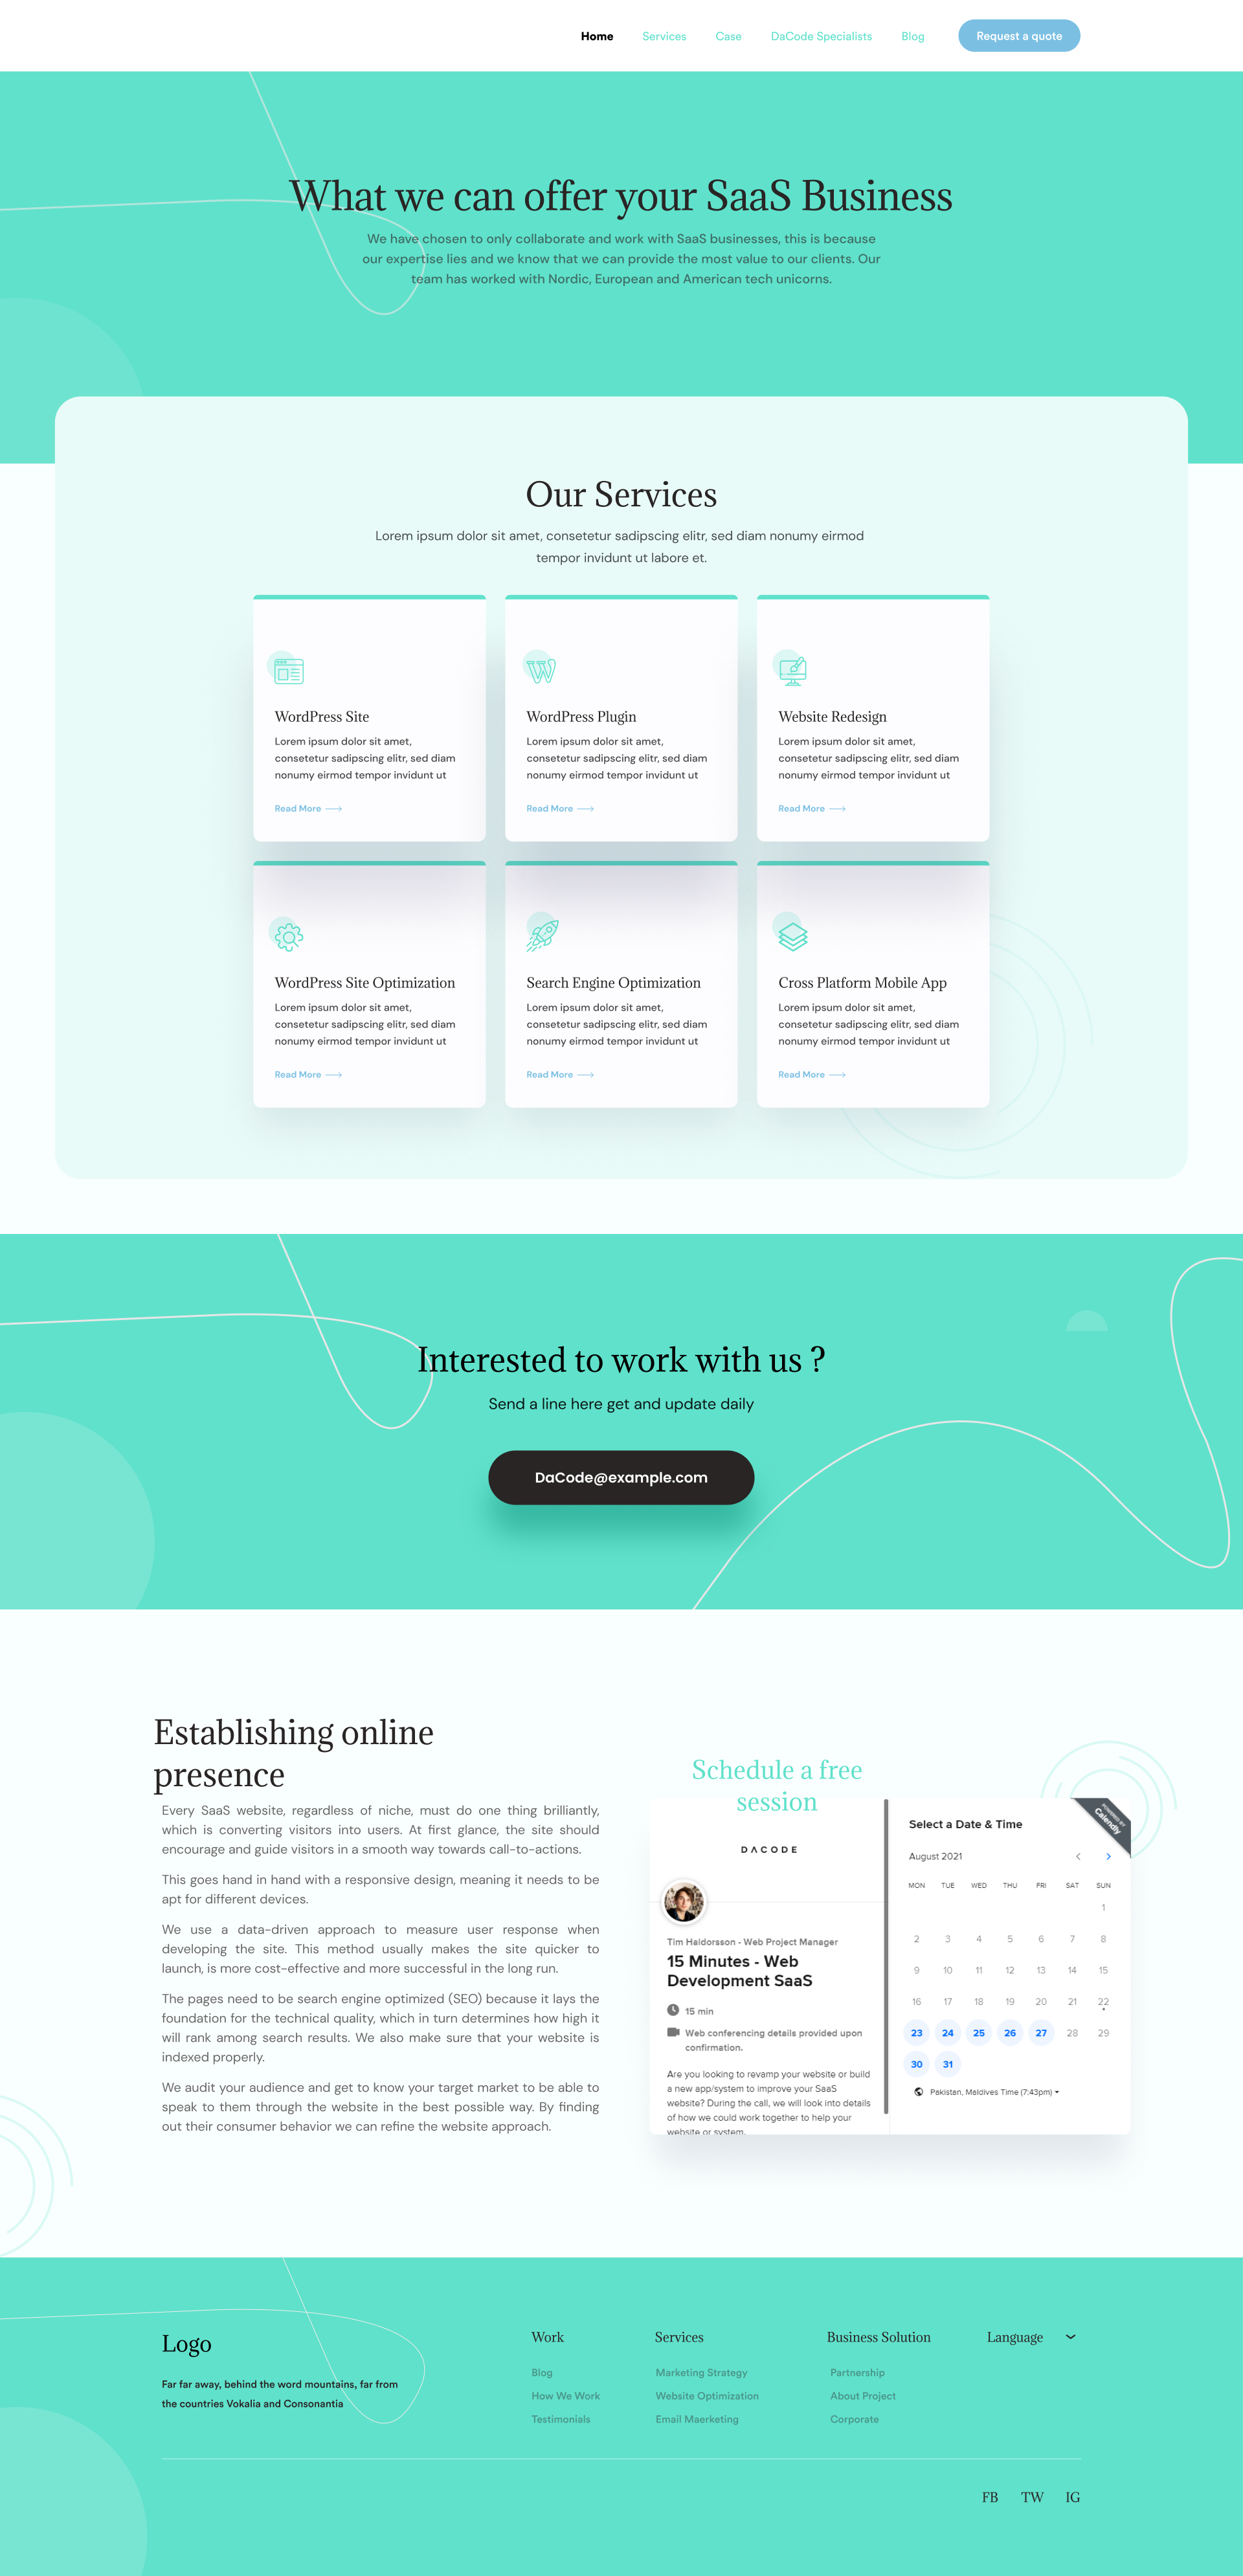 Home Services Case DaCode Specialists Blog Request a quote
What we can offer your SaaS Business
We have chosen to only collaborate and work with SaaS businesses, this is because
our expertise lies and we know that we can provide the most value to our clients. Our
team has worked with Nordic, European and American tech unicorns.
Our Services
Lorem ipsum dolor sit amet, consetetur sadipscing elitr, sed diam nonumy eirmod
tempor invidunt ut labore et.
WordPress Site
Lorem ipsum dolor sit amet,
consetetur sadipscing elitr, sed diam
nonumy eirmod tempor invidunt ut
Read More
WordPress Plugin
Lorem ipsum dolor sit amet,
consetetur sadipscing elitr, sed diam
nonumy eirmod tempor invidunt ut
Read More
Website Redesign
Lorem ipsum dolor sit amet,
consetetur sadipscing elitr, sed diam
nonumy eirmod tempor invidunt ut
Read More
WordPress Site Optimization
Lorem ipsum dolor sit amet,
consetetur sadipscing elitr, sed diam
nonumy eirmod tempor invidunt ut
Read More
Search Engine Optimization
Lorem ipsum dolor sit amet,
consetetur sadipscing elitr, sed diam
nonumy eirmod tempor invidunt ut
Read More
Cross Platform Mobile App
Lorem ipsum dolor sit amet,
consetetur sadipscing elitr, sed diam
nonumy eirmod tempor invidunt ut
Read More
Interested to work with us ?
Send a line here get and update daily
DaCode@example.com
Establishing online
presence
Every SaaS website, regardless of niche, must do one thing brilliantly,
which is converting visitors into users. At first glance, the site should
encourage and guide visitors in a smooth way towards call-to-actions.
This goes hand in hand with a responsive design, meaning it needs to be
apt for different devices.
We use a data-driven approach to measure user response when
developing the site. This method usually makes the site quicker to
launch, is more cost-effective and more successful in the long run.
The pages need to be search engine optimized (SEO) because it lays the
foundation for the technical quality, which in turn determines how high it
will rank among search results. We also make sure that your website is
indexed properly.
We audit your audience and get to know your target market to be able to
speak to them through the website in the best possible way. By finding
out their consumer behavior we can refine the website approach.
Schedule a free
session
DΛCODE
Tim Haldorsson - Web Project Manager
15 Minutes - Web
Development SaaS
15 min
Web conferencing details provided upon
confirmation.
Are you looking to revamp your website or build
a new app/system to improve your SaaS
website? During the call, we will look into details
of how we could work together to help your
website or system.
POWERED BY
Calendly
Select a Date & Time
August 2021
MON TUE WED THU FRI SAT SUN
1
2 3 4 5 6 7 8
9 10 11 12 13 14 15
16 17 18 19 20 21 22
23 24 25 26 27 28 29
30 31
Pakistan, Maldives Time (7:43pm)
Logo
Far far away, behind the word mountains, far from
the countries Vokalia and Consonantia
Work
Blog
How We Work
Testimonials
Services
Marketing Strategy
Website Optimization
Email Maerketing
Business Solution
Partnership
About Project
Corporate
Language
FB TW IG